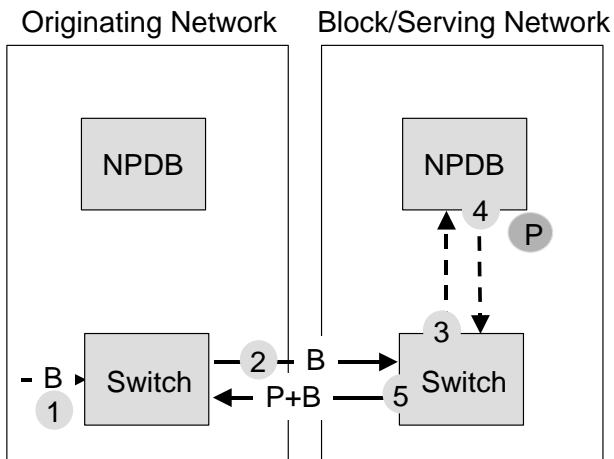 Originating Network
Block/Serving Network
NPDB
NPDB
4
P
3
B
1
Switch
2
B
P+B
5
Switch